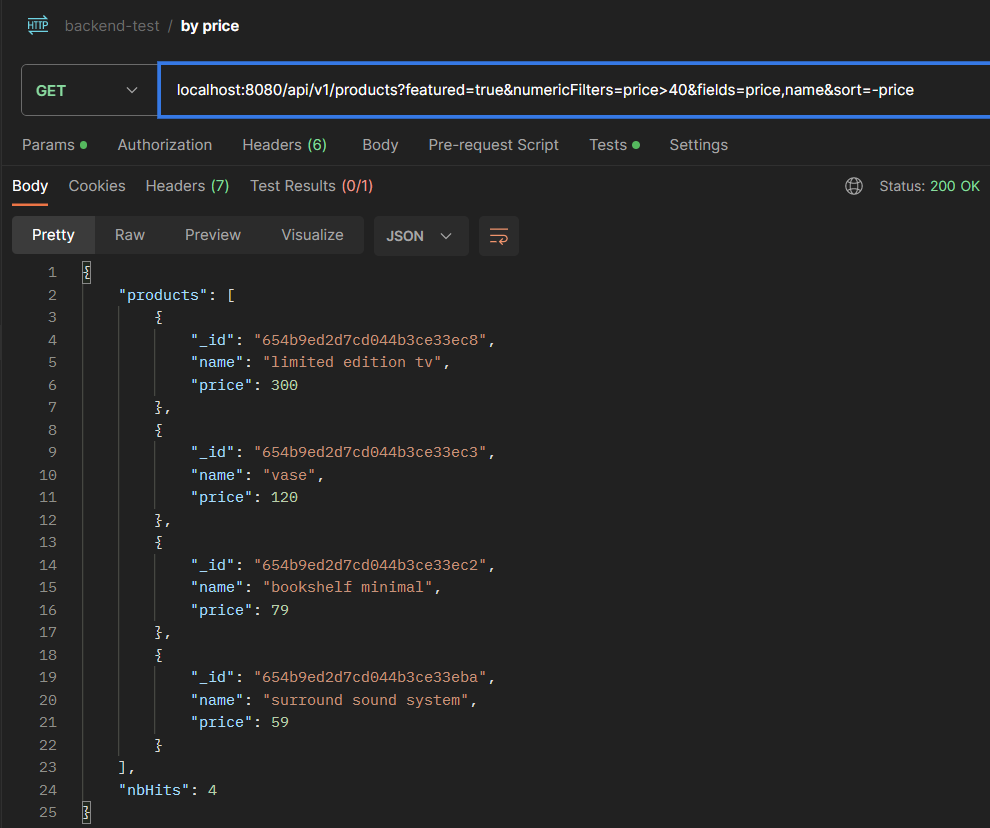 HTTP backend-test / by price
GET localhost:8080/api/v1/products?featured=true&numericFilters=price>40&fields=price,name&sort=-price
Params Authorization Headers (6) Body Pre-request Script Tests Settings
Body Cookies Headers (7) Test Results (0/1) Status: 200 OK
Pretty Raw Preview Visualize JSON
1 {
2 "products": [
3 {
4 "_id": "654b9ed2d7cd044b3ce33ec8",
5 "name": "limited edition tv",
6 "price": 300
7 },
8 {
9 "_id": "654b9ed2d7cd044b3ce33ec3",
10 "name": "vase",
11 "price": 120
12 },
13 {
14 "_id": "654b9ed2d7cd044b3ce33ec2",
15 "name": "bookshelf minimal",
16 "price": 79
17 },
18 {
19 "_id": "654b9ed2d7cd044b3ce33eba",
20 "name": "surround sound system",
21 "price": 59
22 }
23 ],
24 "nbHits": 4
25 }